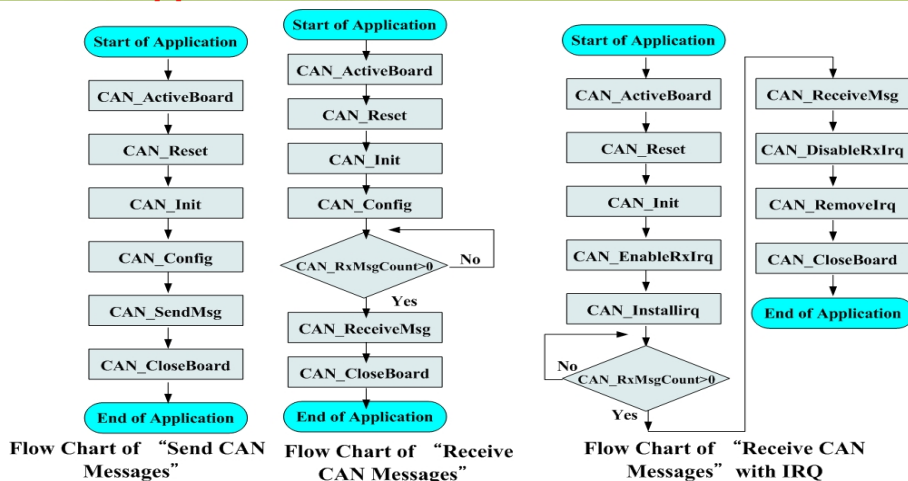 Start of Application
CAN_ActiveBoard
CAN_Reset
CAN_Init
CAN_Config
CAN_SendMsg
CAN_CloseBoard
End of Application
Flow Chart of “Send CAN
Messages”
Start of Application
CAN_ActiveBoard
CAN_Reset
CAN_Init
CAN_Config
CAN_RxMsgCount>0
No
Yes
CAN_ReceiveMsg
CAN_CloseBoard
End of Application
Flow Chart of “Receive
CAN Messages”
Start of Application
CAN_ActiveBoard
CAN_Reset
CAN_Init
CAN_EnableRxIrq
CAN_Installirq
No
CAN_RxMsgCount>0
Yes
CAN_ReceiveMsg
CAN_DisableRxIrq
CAN_RemoveIrq
CAN_CloseBoard
End of Application
Flow Chart of “Receive CAN
Messages” with IRQ